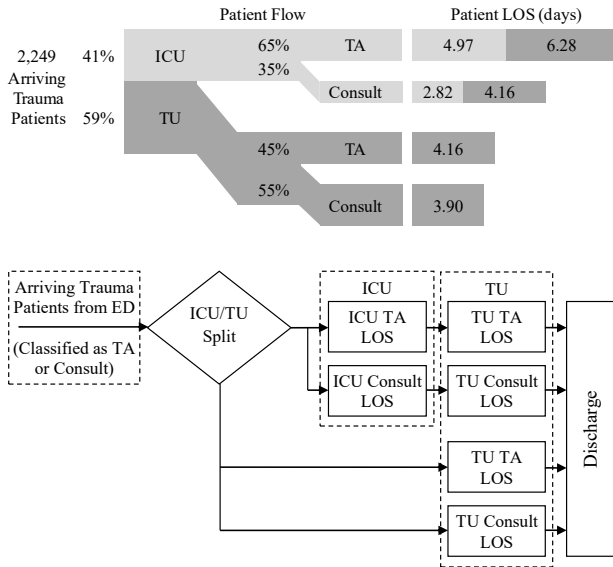 Patient Flow
Patient LOS (days)
2,249
Arriving
Trauma
Patients
41%
ICU
65%
TA
4.97
6.28
35%
Consult
2.82
4.16
59%
TU
45%
TA
4.16
55%
Consult
3.90
Arriving Trauma
Patients from ED
(Classified as TA
or Consult)
ICU/TU
Split
ICU
ICU TA
LOS
ICU Consult
LOS
TU
TU TA
LOS
TU Consult
LOS
TU TA
LOS
TU Consult
LOS
Discharge